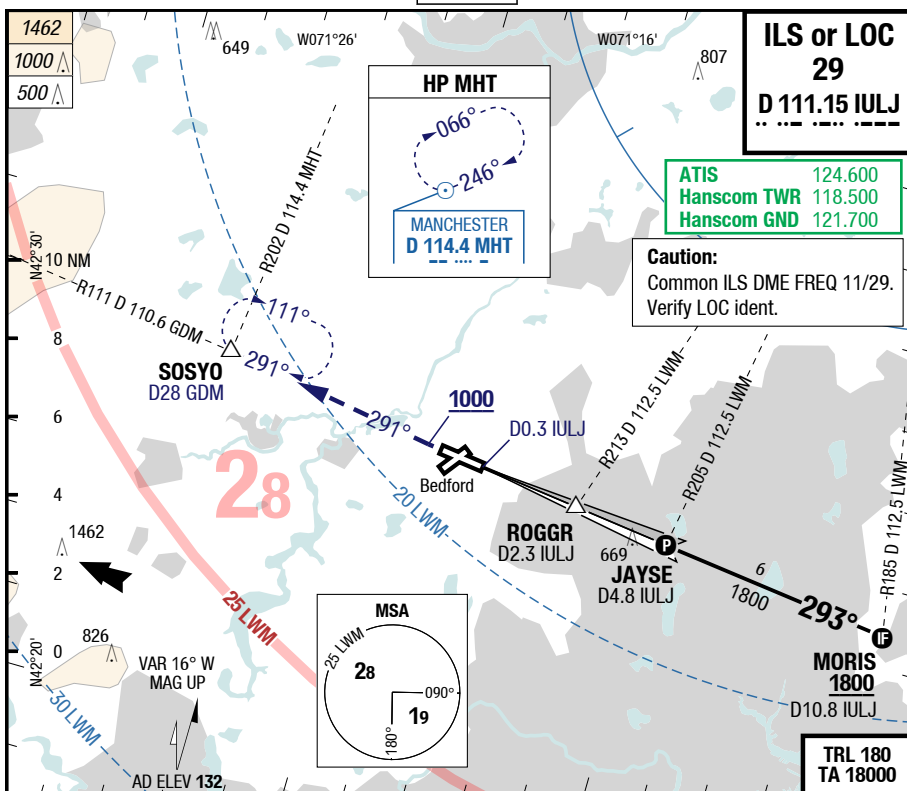 1462
1000
500
649
W071°26'
W071°16'
807
ILS or LOC
29
D 111.15 IULJ
HP MHT
066°
246°
MANCHESTER
D 114.4 MHT
ATIS 124.600
Hanscom TWR 118.500
Hanscom GND 121.700
Caution:
Common ILS DME FREQ 11/29.
Verify LOC ident.
N42°30'
10 NM
R111 D 110.6 GDM
R202 D 114.4 MHT
8
SOSYO
D28 GDM
111°
291°
291°
1000
D0.3 IULJ
Bedford
R213 D 112.5 LWM
R205 D 112.5 LWM
R185 D 112.5 LWM
6
4
28
20 LWM
ROGGR
D2.3 IULJ
669
JAYSE
D4.8 IULJ
P
6
1800
293°
IF
MORIS
1800
D10.8 IULJ
1462
2
25 LWM
826
0
N42°20'
30 LWM
VAR 16° W
MAG UP
AD ELEV 132
MSA
25 LWM
28
090°
19
180°
TRL 180
TA 18000